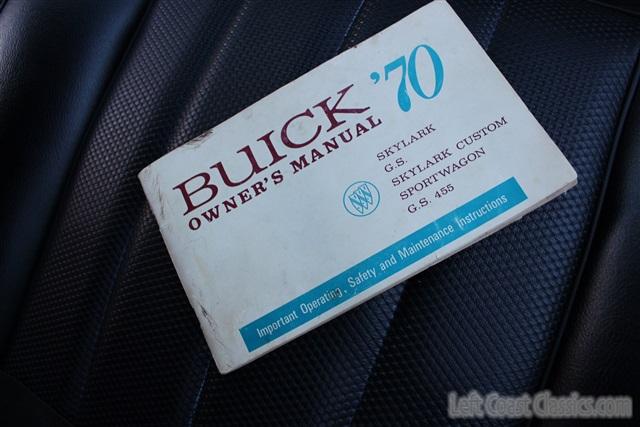 BUICK '70
OWNER'S MANUAL
SKYLARK
G.S.
SKYLARK CUSTOM
SPORTWAGON
G.S. 455
Important Operating, Safety and Maintenance Instructions
Left Coast Classics.com